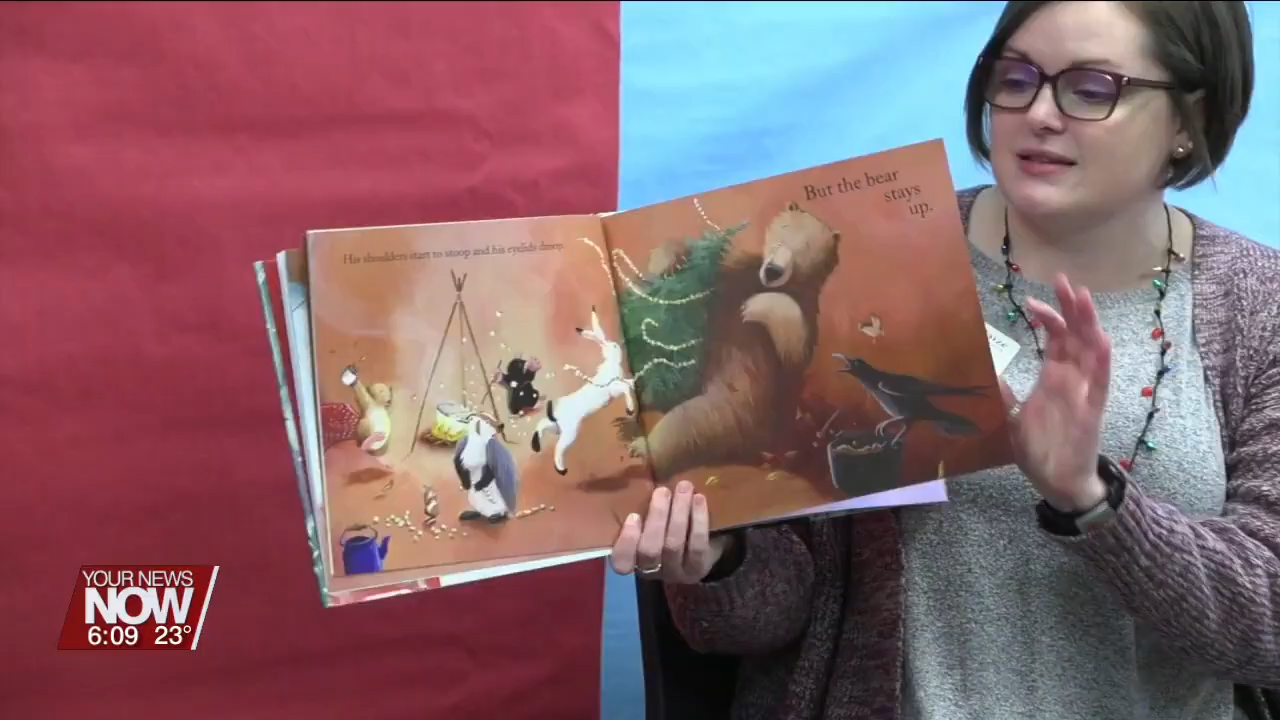 His shoulders start to stoop and his eyelids droop.
But the bear
stays
up.
YOUR NEWS
NOW
6:09 23°